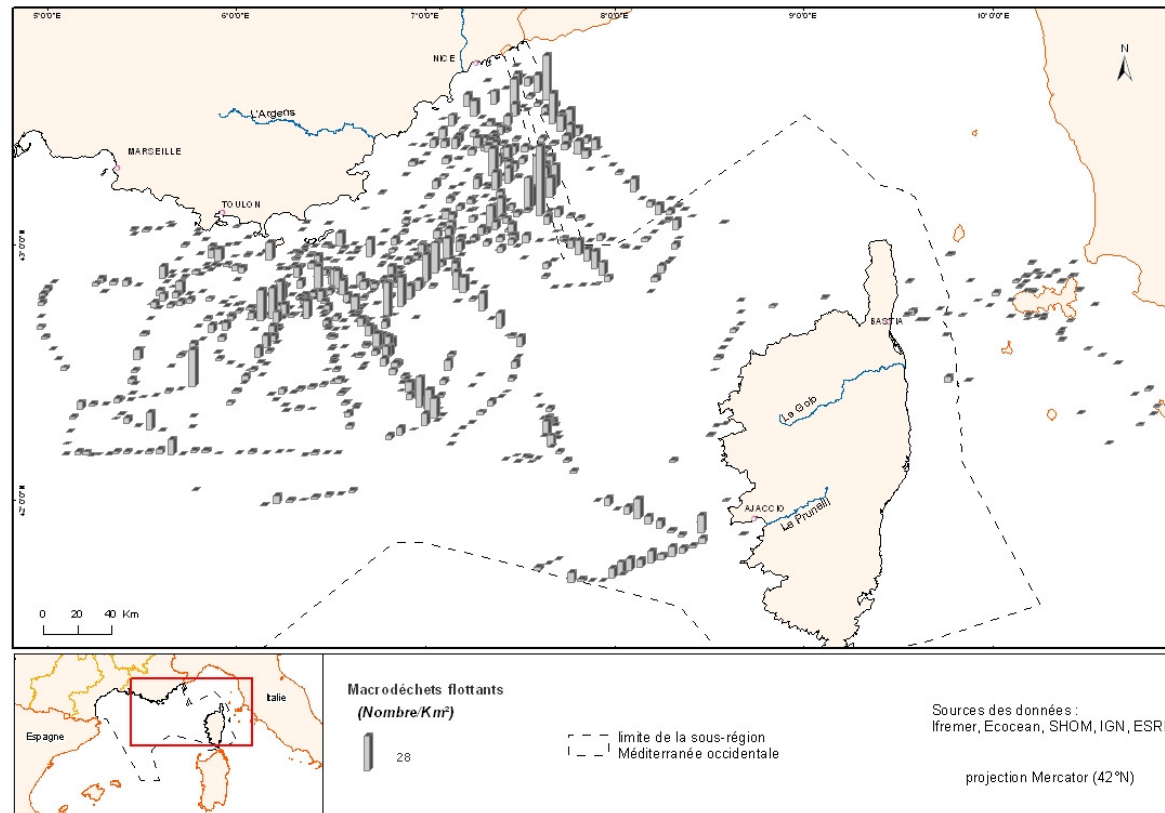 5°0'0"E 6°0'0"E 7°0'0"E 8°0'0"E 9°0'0"E 10°0'0"E
NICE
N
L'Argens
MARSEILLE
TOULON
43°0'0"N
BASTIA
Le Golo
42°0'0"N
AJACCIO
Le Prunelli
0 20 40 Km
Italie
Espagne
Macrodéchets flottants
(Nombre/Km²)
28
limite de la sous-région
Méditerranée occidentale
Sources des données :
Ifremer, Ecocean, SHOM, IGN, ESRI
projection Mercator (42°N)